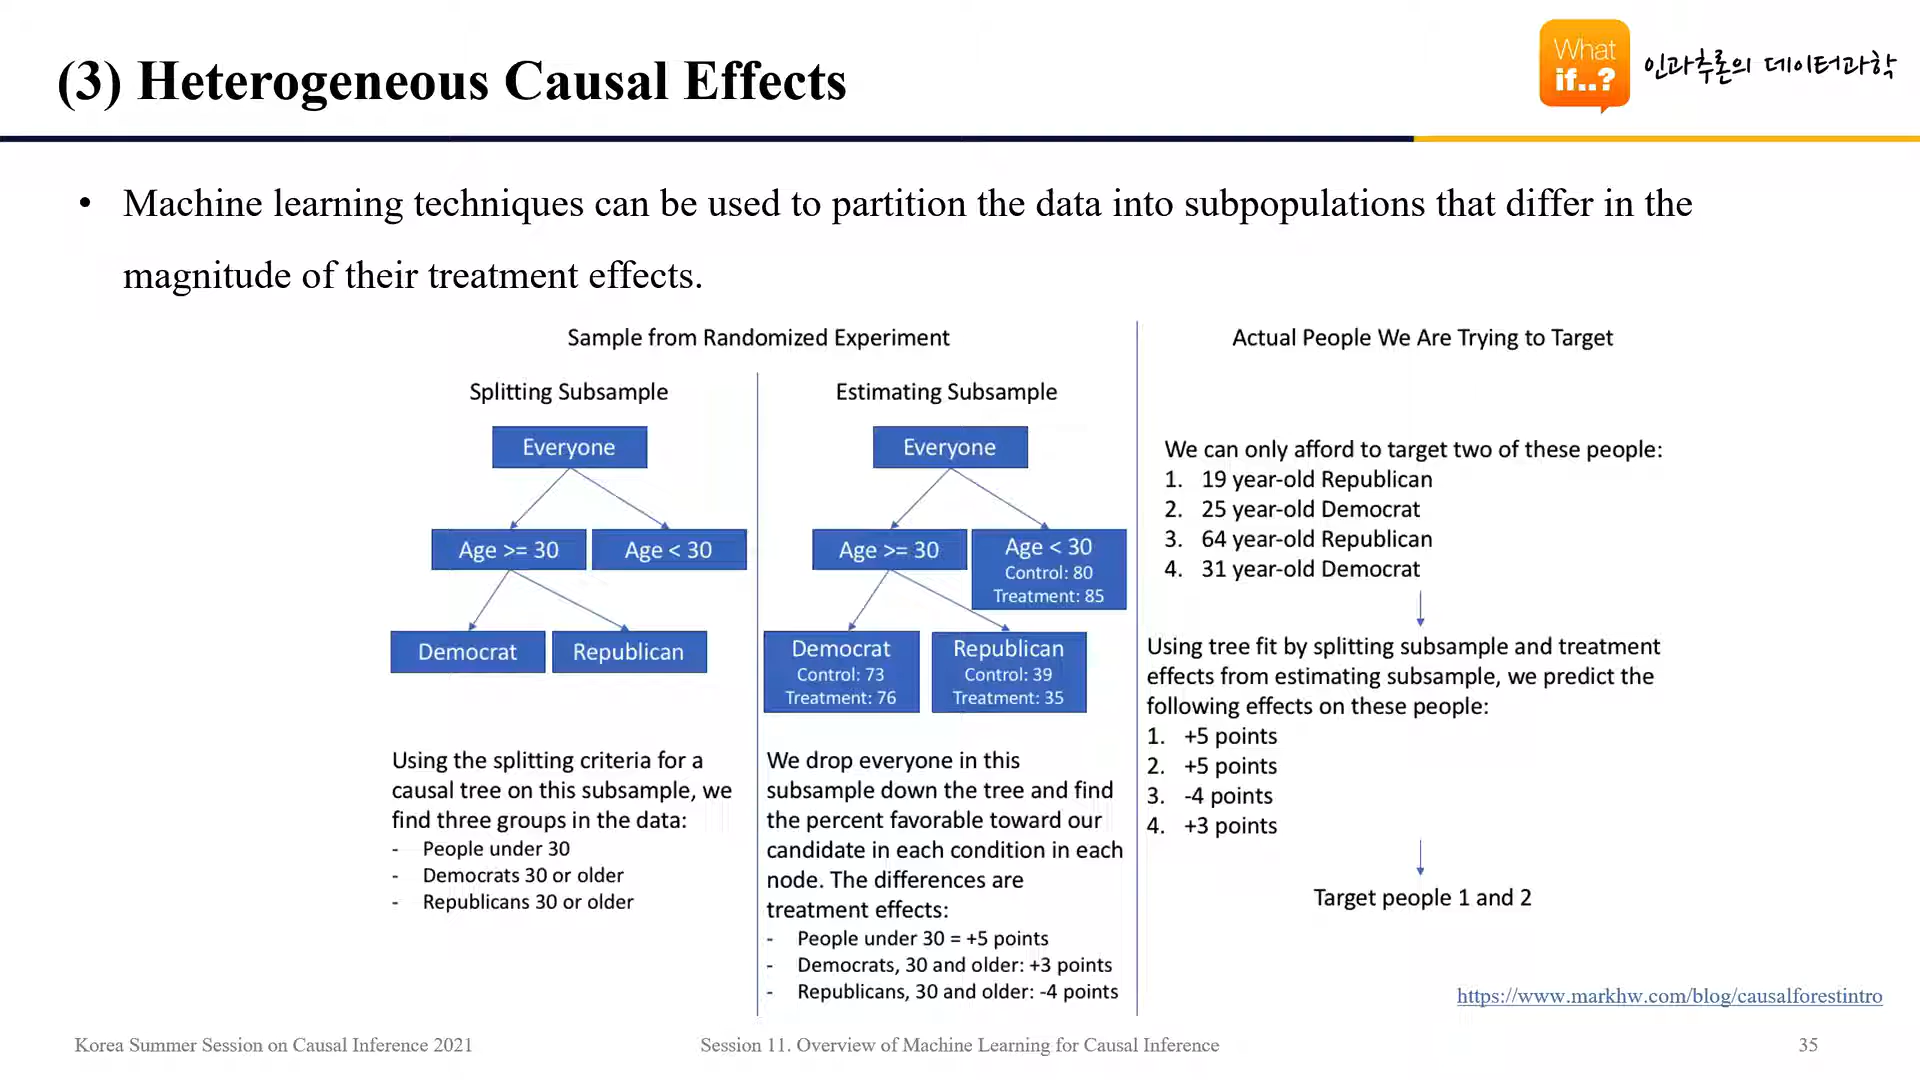 (3) Heterogeneous Causal Effects
What
if..?
인과추론의 데이터과학
• Machine learning techniques can be used to partition the data into subpopulations that differ in the
magnitude of their treatment effects.
Sample from Randomized Experiment
Splitting Subsample
Everyone
Age >= 30
Age < 30
Democrat
Republican
Using the splitting criteria for a
causal tree on this subsample, we
find three groups in the data:
- People under 30
- Democrats 30 or older
- Republicans 30 or older
Estimating Subsample
Everyone
Age >= 30
Age < 30
Control: 80
Treatment: 85
Democrat
Control: 73
Treatment: 76
Republican
Control: 39
Treatment: 35
We drop everyone in this
subsample down the tree and find
the percent favorable toward our
candidate in each condition in each
node. The differences are
treatment effects:
- People under 30 = +5 points
- Democrats, 30 and older: +3 points
- Republicans, 30 and older: -4 points
Actual People We Are Trying to Target
We can only afford to target two of these people:
1. 19 year-old Republican
2. 25 year-old Democrat
3. 64 year-old Republican
4. 31 year-old Democrat
Using tree fit by splitting subsample and treatment
effects from estimating subsample, we predict the
following effects on these people:
1. +5 points
2. +5 points
3. -4 points
4. +3 points
Target people 1 and 2
https://www.markhw.com/blog/causalforestintro
Korea Summer Session on Causal Inference 2021
Session 11. Overview of Machine Learning for Causal Inference
35